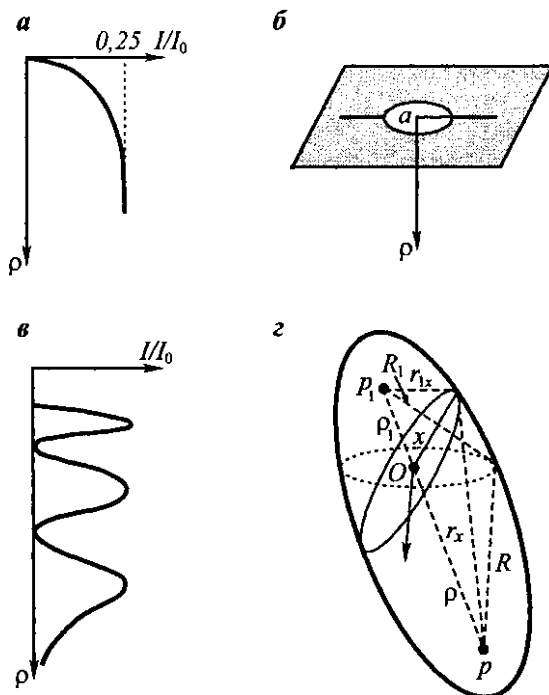 а
0,25 I/I₀
ρ
б
a
ρ
в
I/I₀
ρ
г
R₁ r₁ₓ
p₁
ρ₁ x
O
rₓ
R
ρ
p